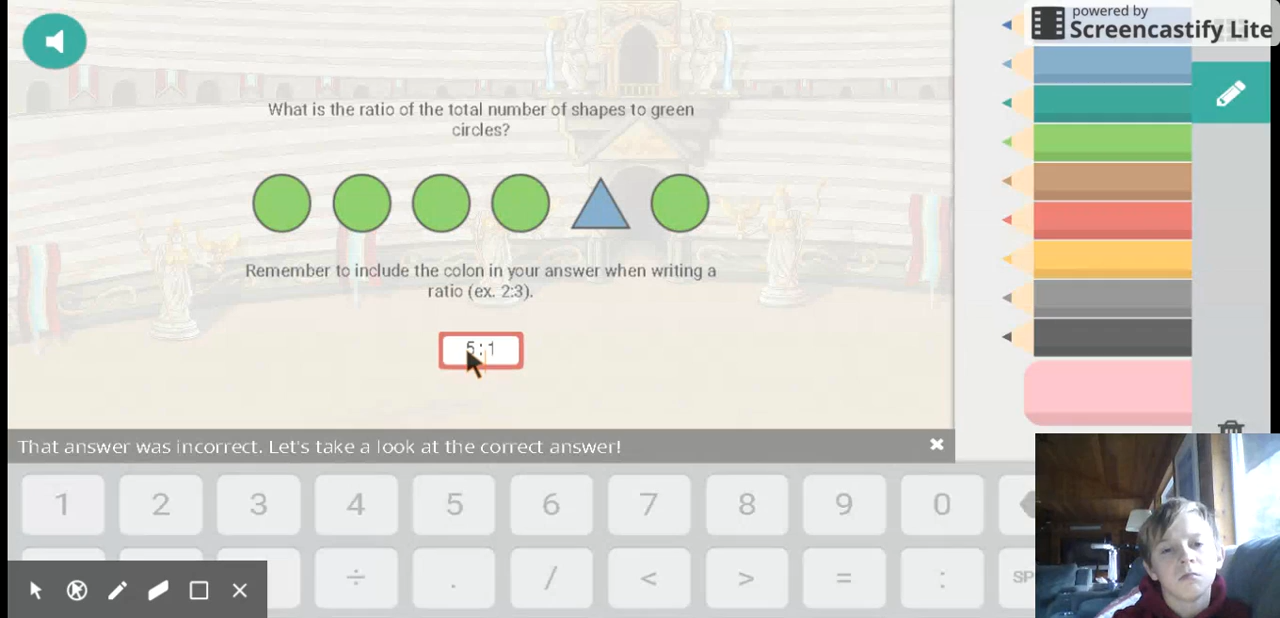 powered by
Screencastify Lite
What is the ratio of the total number of shapes to green
circles?
Remember to include the colon in your answer when writing a
ratio (ex. 2:3).
5:1
That answer was incorrect. Let's take a look at the correct answer!
1 2 3 4 5 6 7 8 9 0
÷ . / < > = : SP